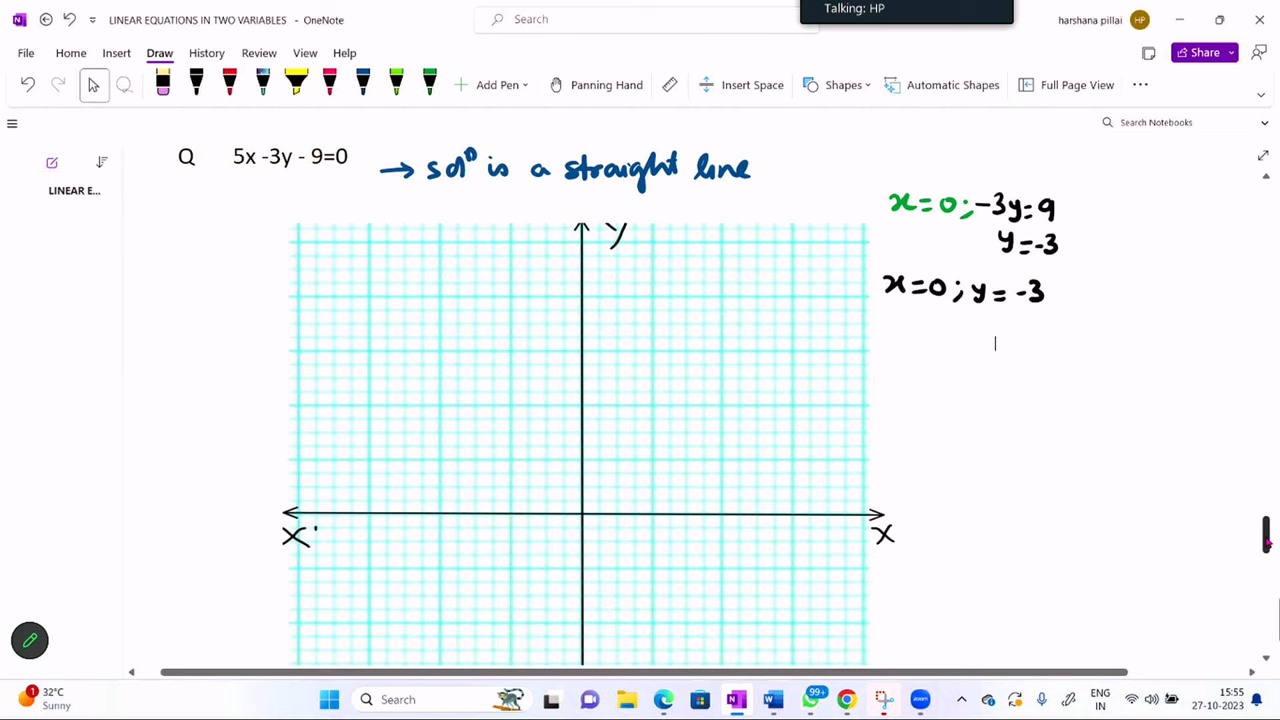 LINEAR EQUATIONS IN TWO VARIABLES - OneNote
Search
Talking: HP
harshana pillai
HP
File Home Insert Draw History Review View Help
Share
Add Pen
Panning Hand
Insert Space
Shapes
Automatic Shapes
Full Page View
Search Notebooks
LINEAR E...
Q 5x -3y - 9=0 → solⁿ is a straight line
x=0; -3y=9
y=-3
x=0; y= -3
y
X'
X
1
32°C
Sunny
Search
99+
ENG
IN
15:55
27-10-2023